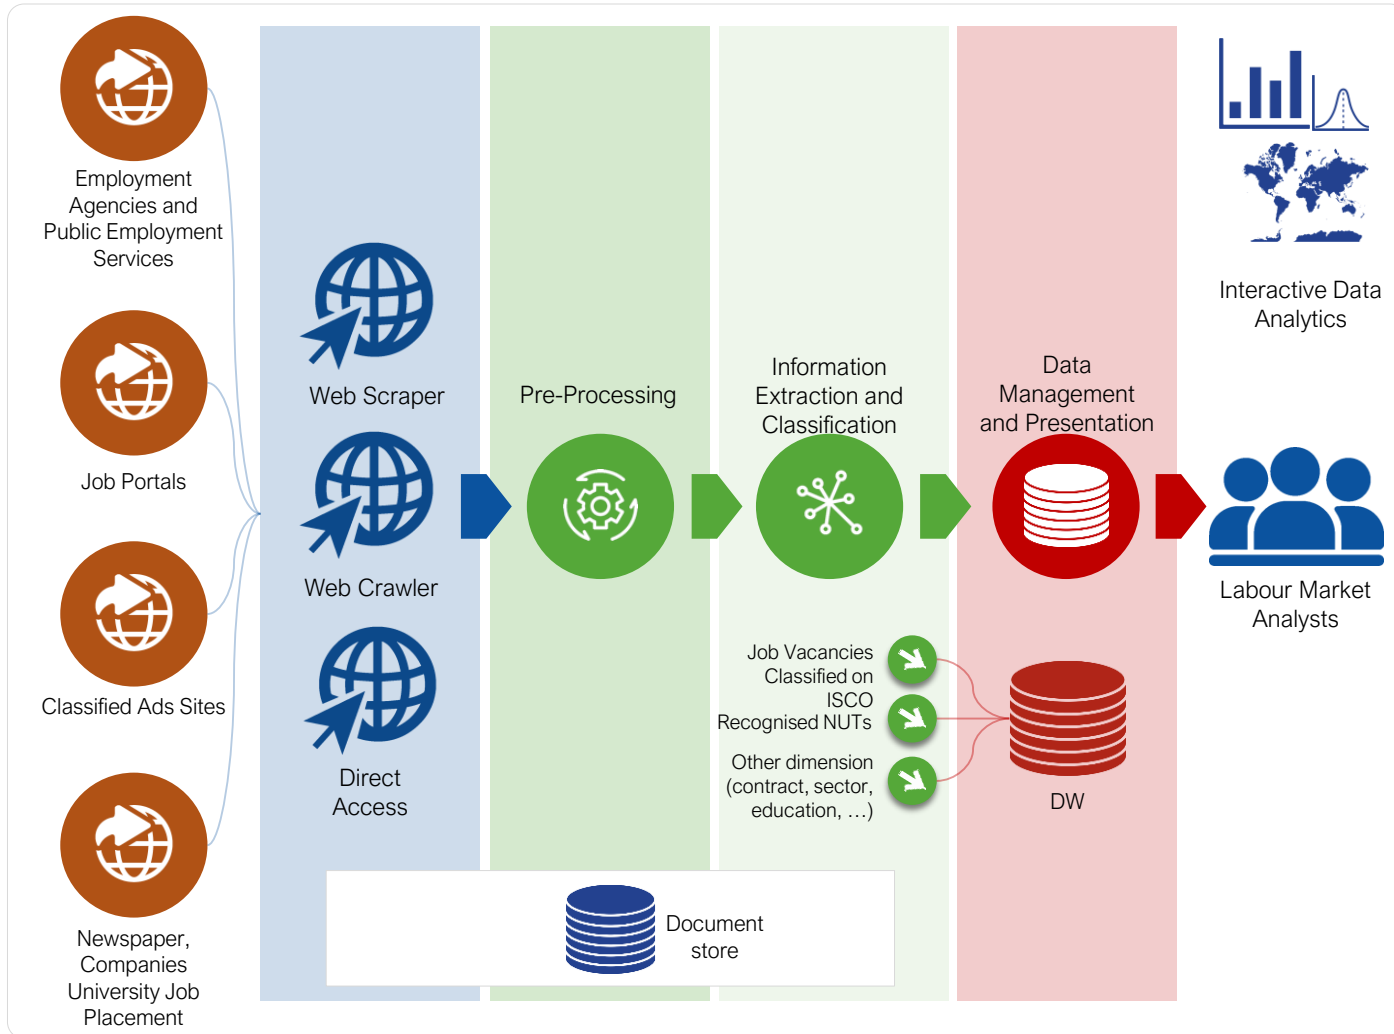 Employment
Agencies and
Public Employment
Services
Job Portals
Classified Ads Sites
Newspaper,
Companies
University Job
Placement
Web Scraper
Web Crawler
Direct
Access
Pre-Processing
Information
Extraction and
Classification
Data
Management
and Presentation
Job Vacancies
Classified on
ISCO
Recognised NUTs
Other dimension
(contract, sector,
education, …)
DW
Document
store
Interactive Data
Analytics
Labour Market
Analysts